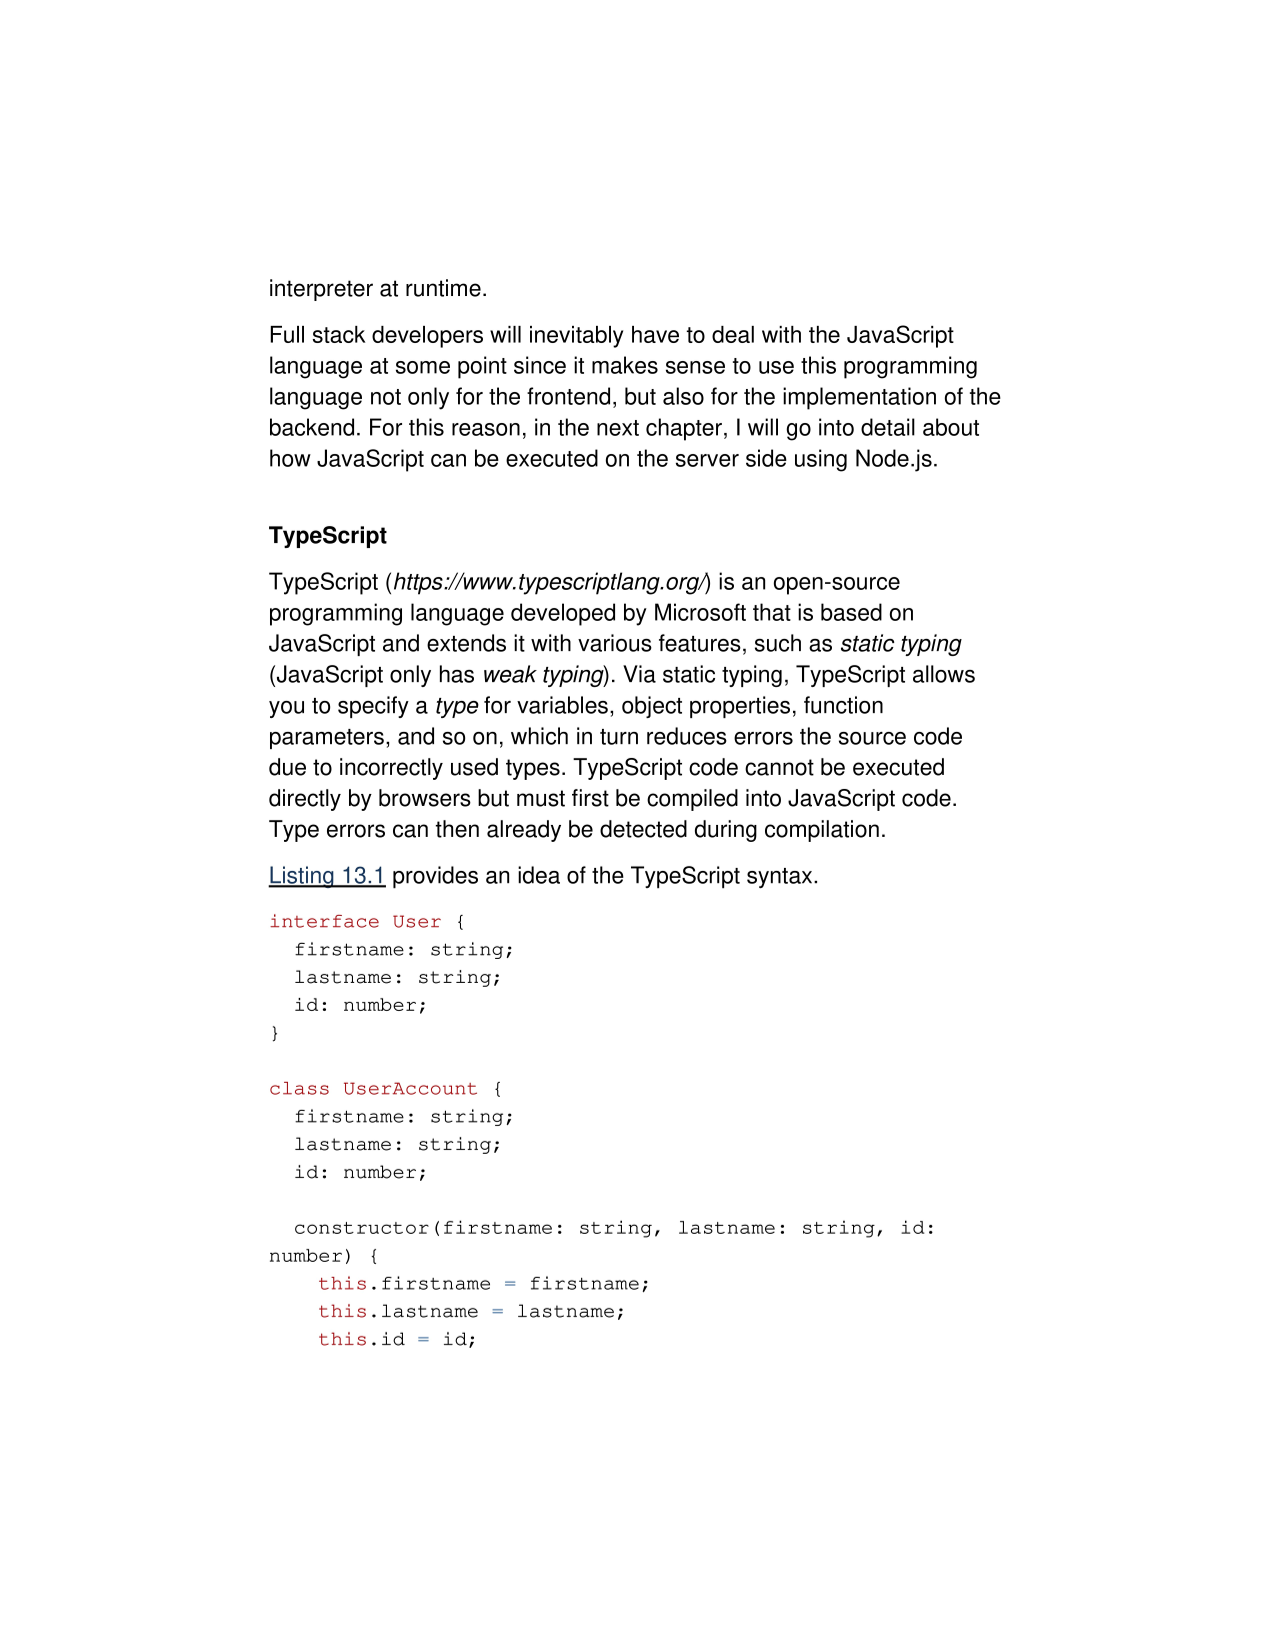 interpreter at runtime.
Full stack developers will inevitably have to deal with the JavaScript
language at some point since it makes sense to use this programming
language not only for the frontend, but also for the implementation of the
backend. For this reason, in the next chapter, I will go into detail about
how JavaScript can be executed on the server side using Node.js.
TypeScript
TypeScript (https://www.typescriptlang.org/) is an open-source
programming language developed by Microsoft that is based on
JavaScript and extends it with various features, such as static typing
(JavaScript only has weak typing). Via static typing, TypeScript allows
you to specify a type for variables, object properties, function
parameters, and so on, which in turn reduces errors the source code
due to incorrectly used types. TypeScript code cannot be executed
directly by browsers but must first be compiled into JavaScript code.
Type errors can then already be detected during compilation.
Listing 13.1 provides an idea of the TypeScript syntax.
interface User {
  firstname: string;
  lastname: string;
  id: number;
}
class UserAccount {
  firstname: string;
  lastname: string;
  id: number;
  constructor(firstname: string, lastname: string, id:
number) {
    this.firstname = firstname;
    this.lastname = lastname;
    this.id = id;